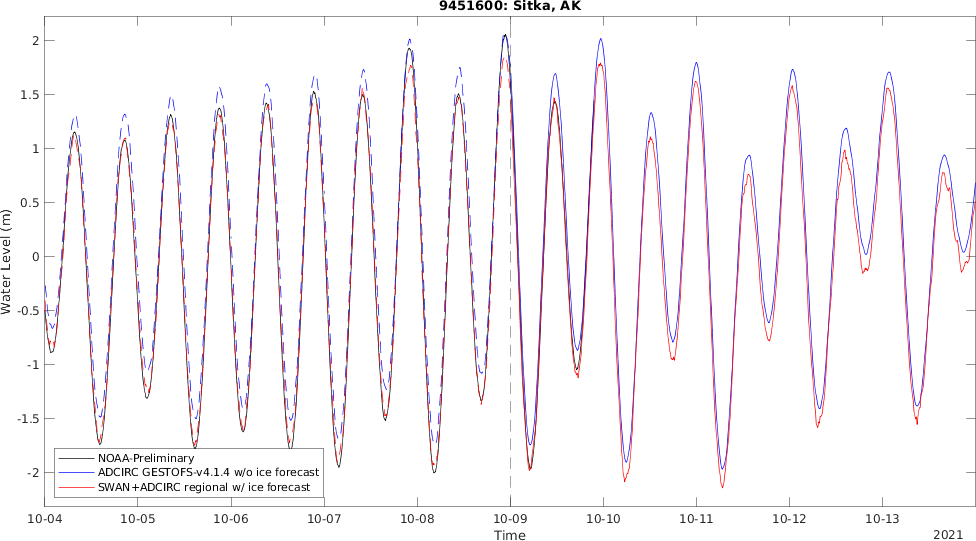 9451600: Sitka, AK
Water Level (m)
2
1.5
1
0.5
0
-0.5
-1
-1.5
-2
NOAA-Preliminary
ADCIRC GESTOFS-v4.1.4 w/o ice forecast
SWAN+ADCIRC regional w/ ice forecast
10-04 10-05 10-06 10-07 10-08 10-09 10-10 10-11 10-12 10-13
Time
2021